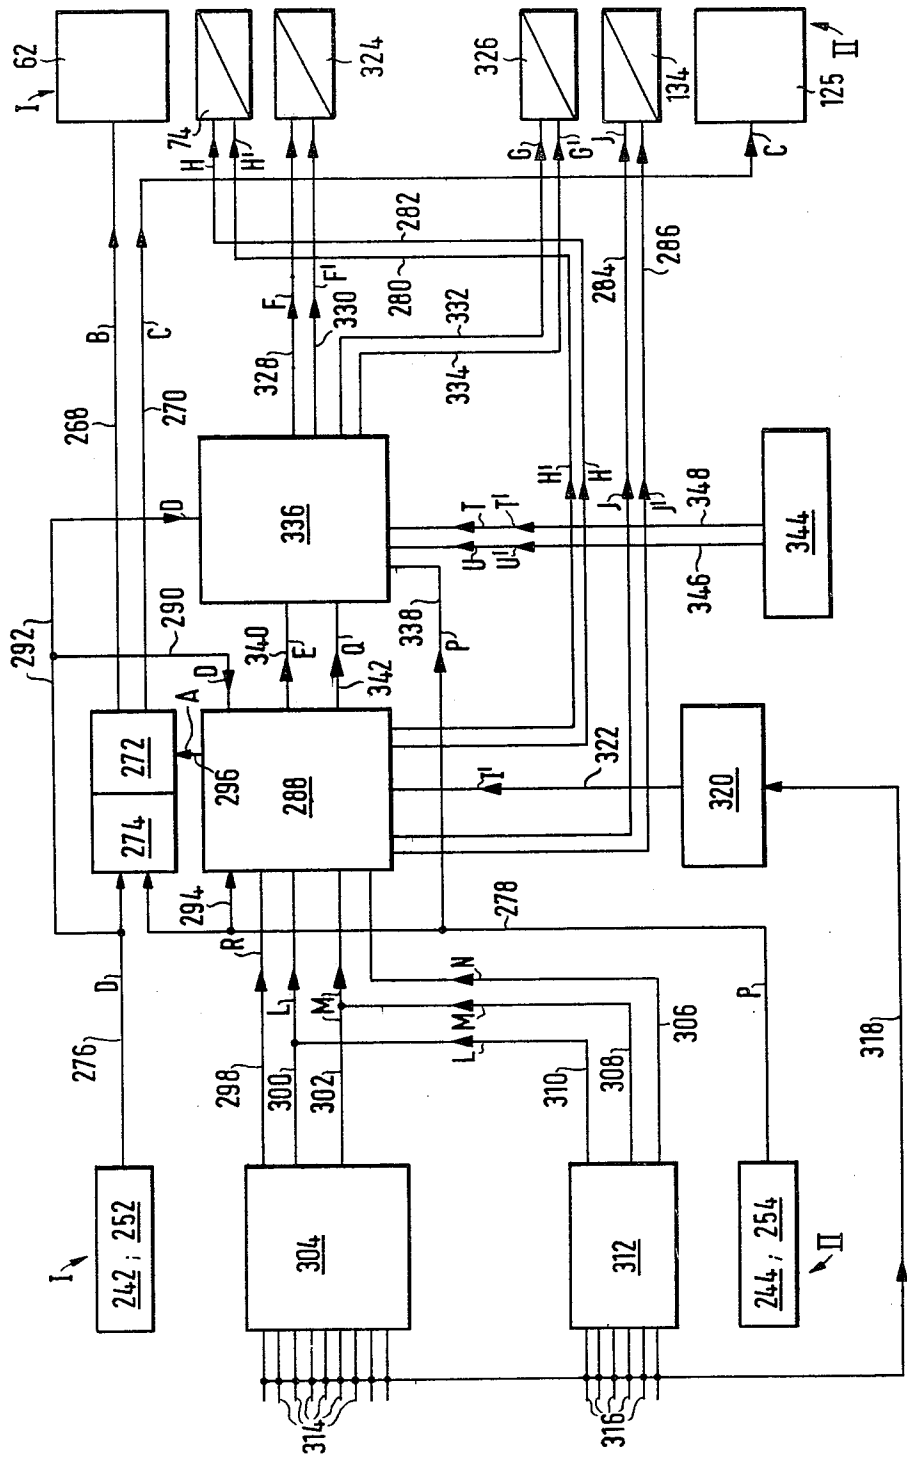 292
I
62
I
276
D
268
B
242 ; 252
274
272
C
270
290
D
A
74
H
294
D
296
298
R
H'
340
328
F
300
L
288
336
E
304
314
302
M
F'
330
Q
342
324
280
282
338
P
334
332
L
M
N
U
T
326
I'
278
U'
T'
G
H'
310
G'
H
284
J
308
322
J
316
312
J'
286
134
306
346
348
320
P
244 ; 254
C
344
II
125
II
318